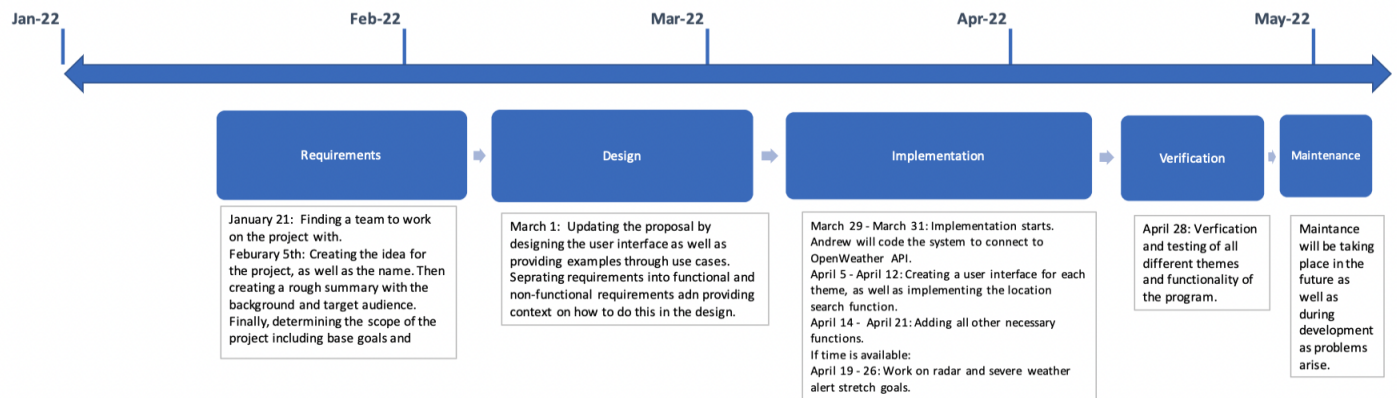 Jan-22
Feb-22
Mar-22
Apr-22
May-22
Requirements
Design
Implementation
Verification
Maintenance
January 21: Finding a team to work
on the project with.
Feburary 5th: Creating the idea for
the project, as well as the name. Then
creating a rough summary with the
background and target audience.
Finally, determining the scope of the
project including base goals and
March 1: Updating the proposal by
designing the user interface as well as
providing examples through use cases.
Seprating requirements into functional and
non-functional requirements adn providing
context on how to do this in the design.
March 29 - March 31: Implementation starts.
Andrew will code the system to connect to
OpenWeather API.
April 5 - April 12: Creating a user interface for each
theme, as well as implementing the location
search function.
April 14 - April 21: Adding all other necessary
functions.
If time is available:
April 19 - 26: Work on radar and severe weather
alert stretch goals.
April 28: Verfication
and testing of all
different themes
and functionality of
the program.
Maintance
will be taking
place in the
future as
well as
during
development
as problems
arise.